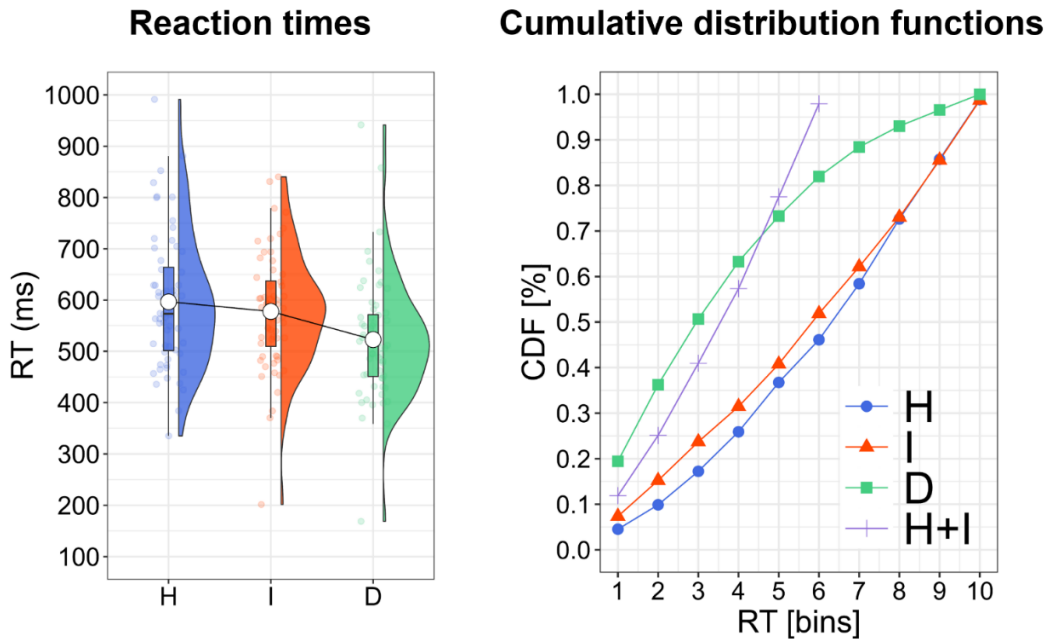 Reaction times
RT (ms)
1000
900
800
700
600
500
400
300
200
100
H I D
Cumulative distribution functions
CDF [%]
1.0
0.9
0.8
0.7
0.6
0.5
0.4
0.3
0.2
0.1
0.0
H
I
D
H+I
1 2 3 4 5 6 7 8 9 10
RT [bins]